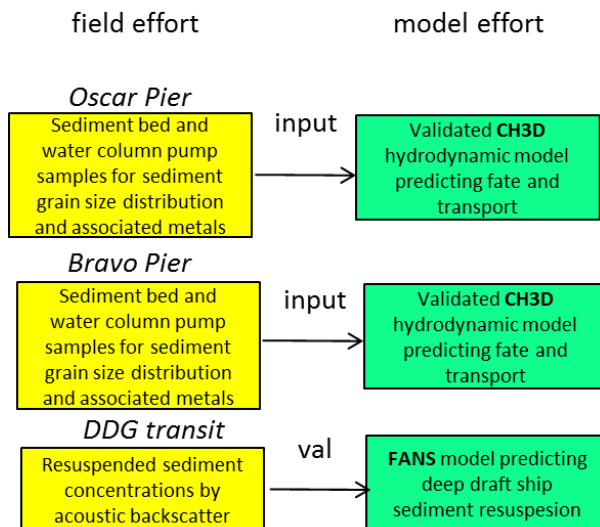 field effort
model effort
Oscar Pier
Sediment bed and
water column pump
samples for sediment
grain size distribution
and associated metals
input
Validated CH3D
hydrodynamic model
predicting fate and
transport
Bravo Pier
Sediment bed and
water column pump
samples for sediment
grain size distribution
and associated metals
input
Validated CH3D
hydrodynamic model
predicting fate and
transport
DDG transit
Resuspended sediment
concentrations by
acoustic backscatter
val
FANS model predicting
deep draft ship
sediment resuspesion